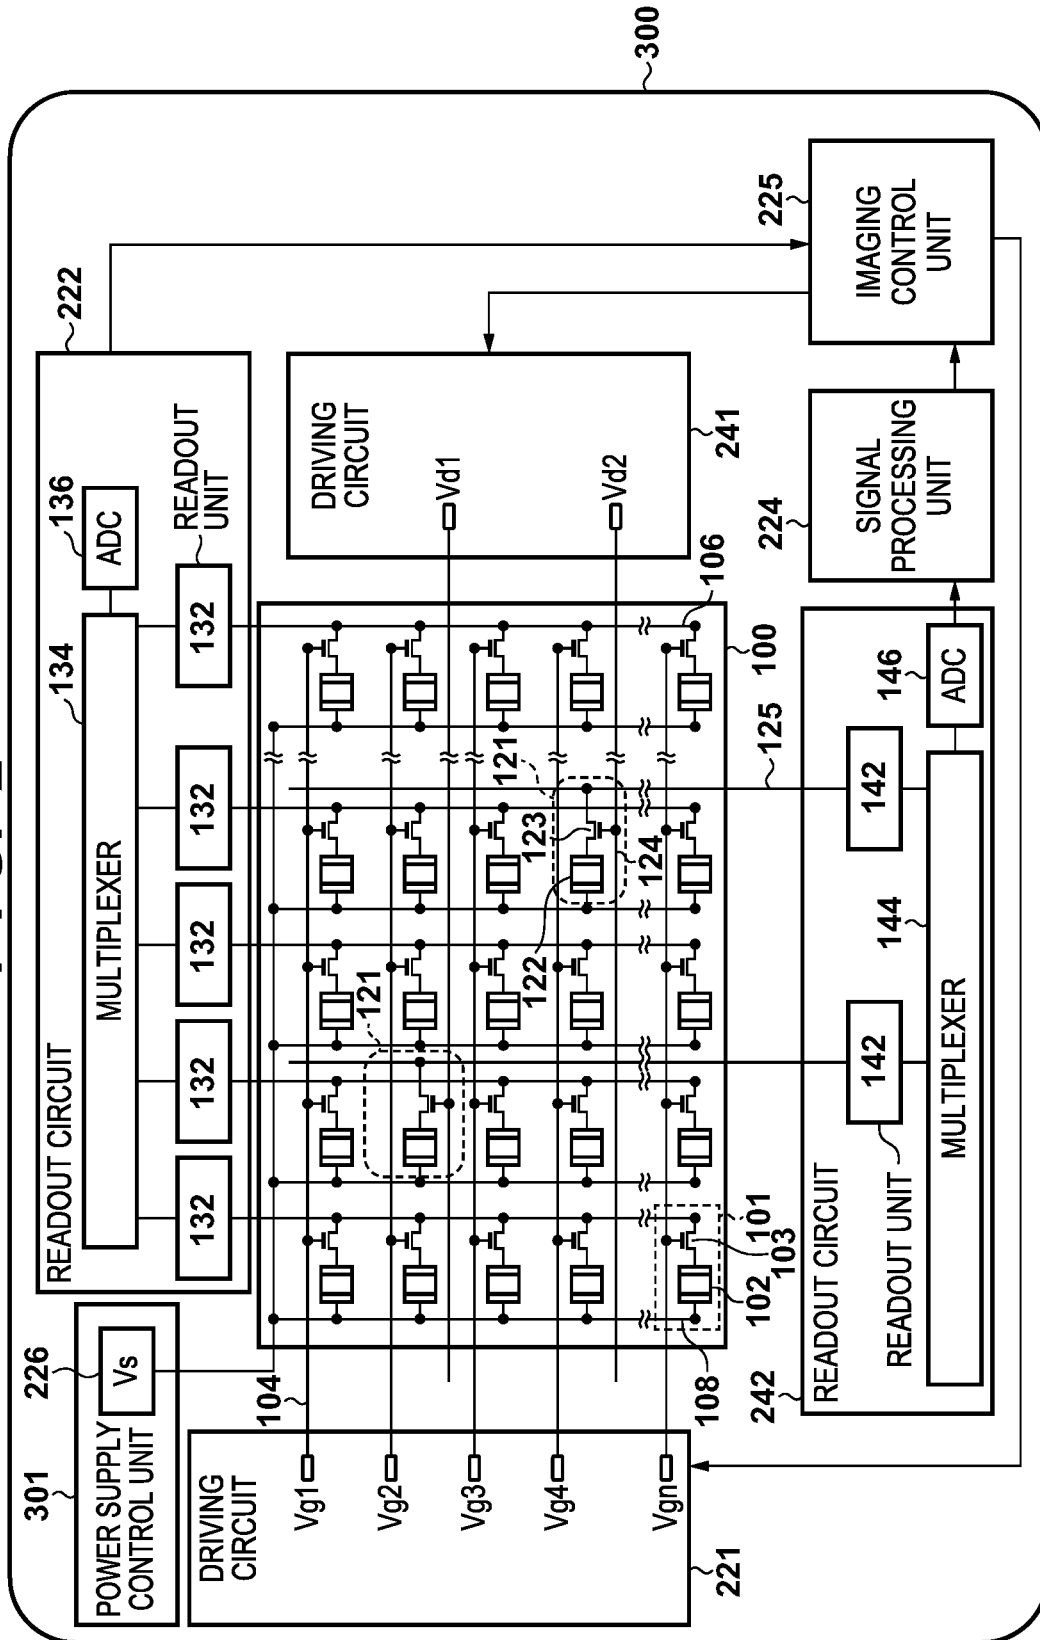 300
301
POWER SUPPLY
CONTROL UNIT
226
Vs
222
READOUT CIRCUIT
134
MULTIPLEXER
136
ADC
READOUT
UNIT
132
132
132
132
132
DRIVING
CIRCUIT
221
Vg1
Vg2
Vg3
Vg4
Vgn
104
108
102
103
101
121
122
123
121
124
125
100
106
DRIVING
CIRCUIT
Vd1
Vd2
241
242
READOUT CIRCUIT
READOUT UNIT
142
142
144
MULTIPLEXER
146
ADC
224
SIGNAL
PROCESSING
UNIT
225
IMAGING
CONTROL
UNIT